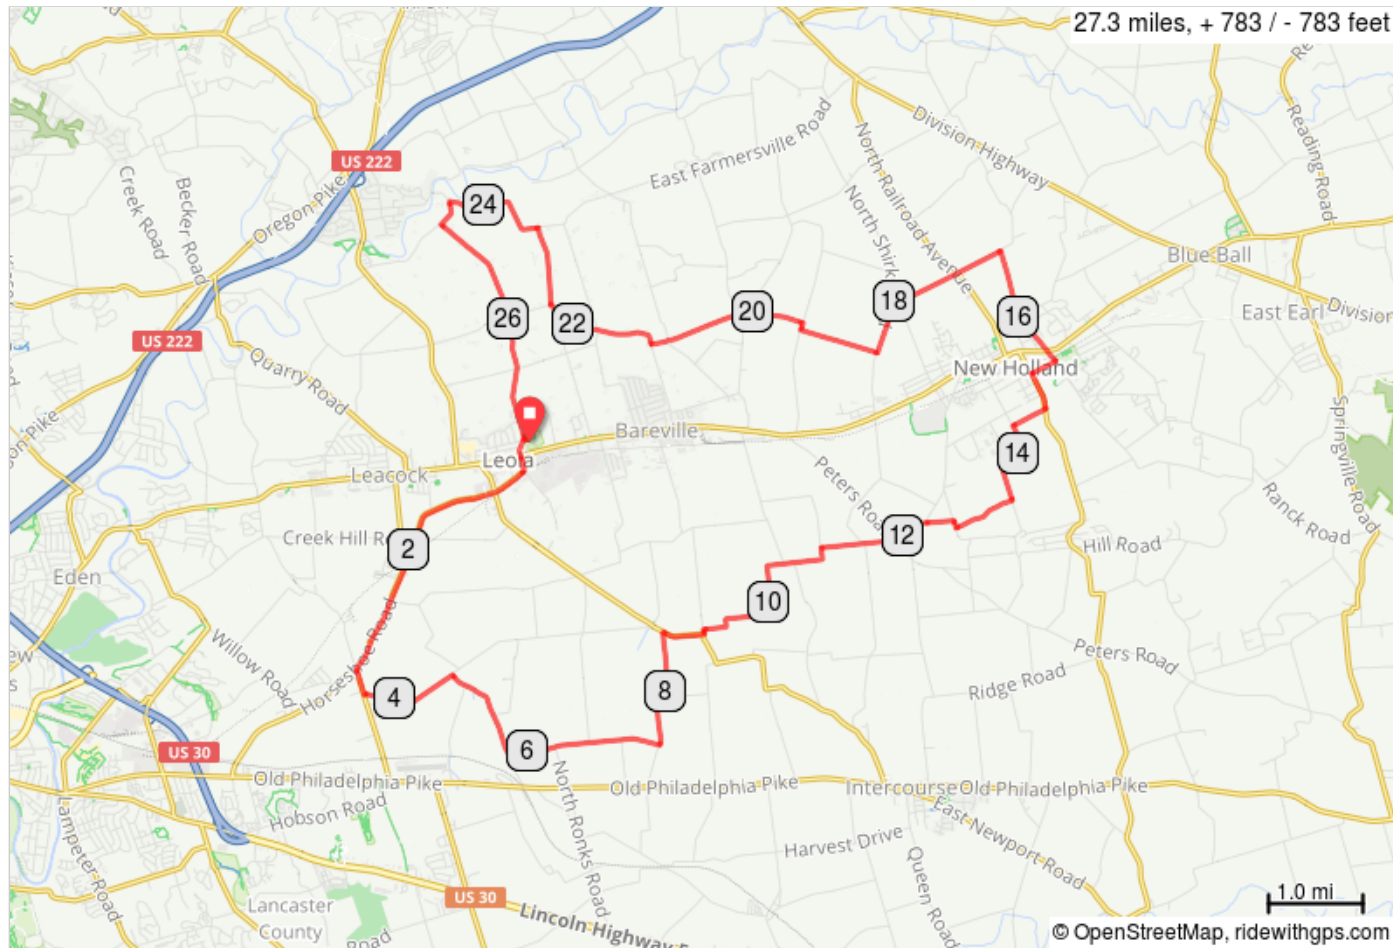 27.3 miles, + 783 / - 783 feet
US 222
Oregon Pike
Creek Road
Becker Road
East Farmersville Road
Division Highway
Reading Road
North Railroad Avenue
North Shirk
Blue Ball
East Earl
Division
24
18
16
20
22
26
US 222
Quarry Road
New Holland
Springville Road
Bareville
Leola
Leacock
14
Peters Road
Ranck Road
12
Hill Road
Creek Hill R
2
Eden
10
Willow Road
Horseshoe Road
Peters Road
Ridge Road
4
8
6
US 30
Old Philadelphia Pike
Old Philadelphia Pike
Intercourse
Old Philadelphia Pike
Hobson Road
Lampeter Road
North Ronks Road
Harvest Drive
East Newport Road
Queen Road
US 30
Lincoln Highway E
Lancaster
County
1.0 mi
© OpenStreetMap, ridewithgps.com